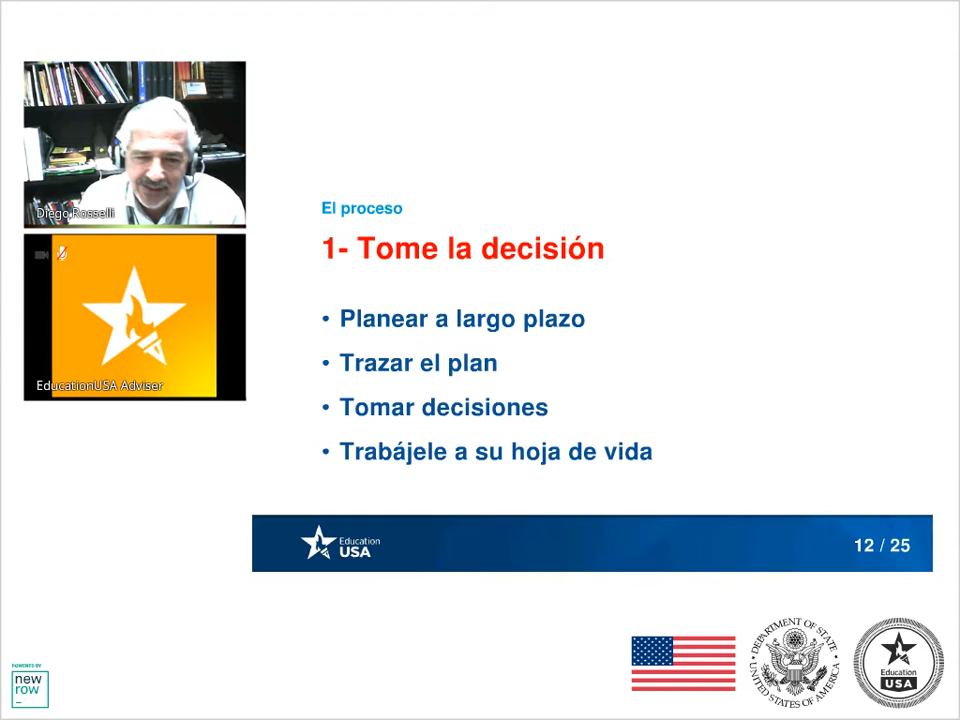 Diego Rosselli
EducationUSA Adviser
El proceso
1- Tome la decisión
• Planear a largo plazo
• Trazar el plan
• Tomar decisiones
• Trabájele a su hoja de vida
Education
USA
12 / 25
POWERED BY
new
row
DEPARTMENT OF STATE
UNITED STATES OF AMERICA
Education
USA